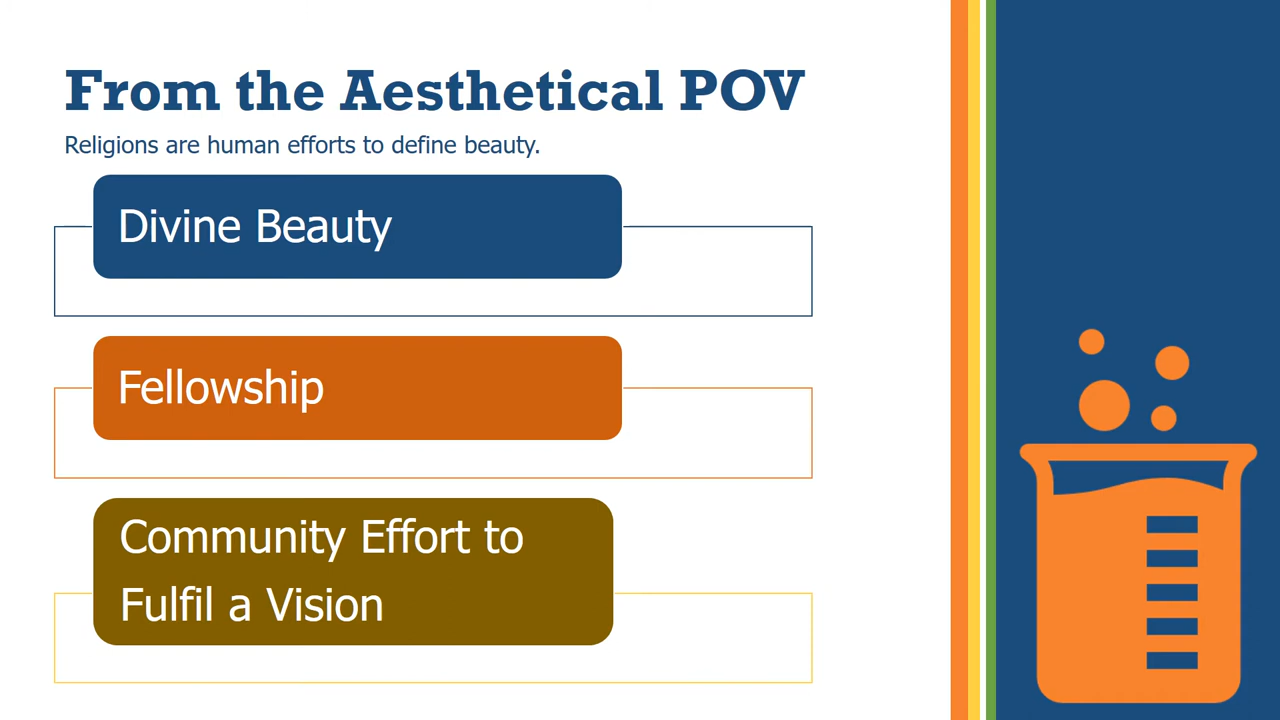 From the Aesthetical POV
Religions are human efforts to define beauty.
Divine Beauty
Fellowship
Community Effort to
Fulfil a Vision